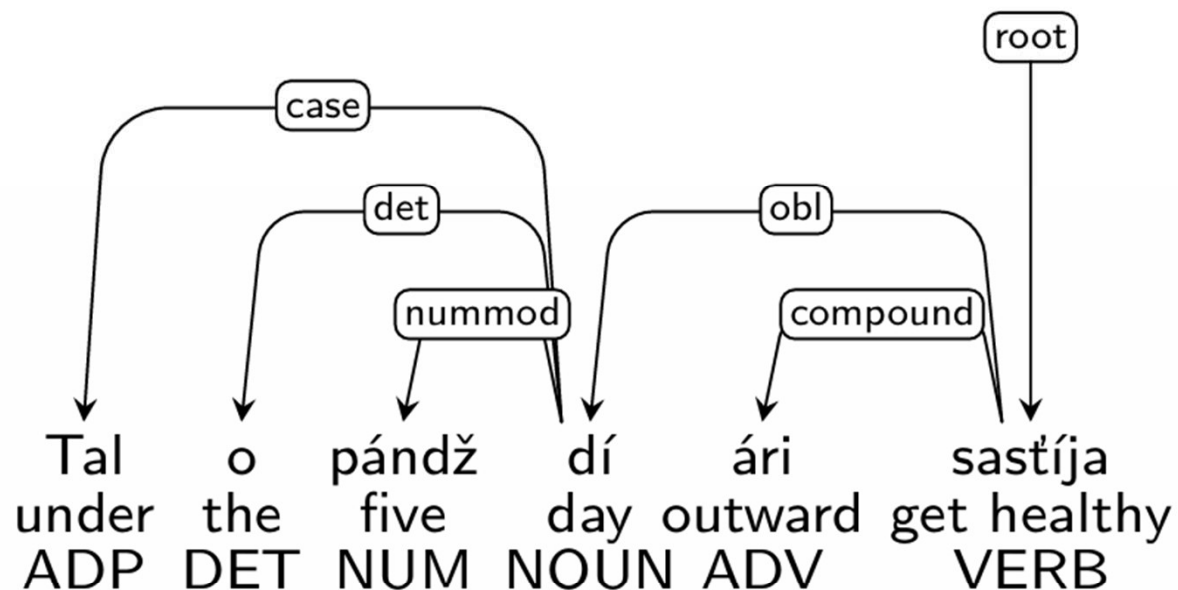 root
case
det obl
nummod compound
Tal o pándž dí ári sasťíja
under the five day outward get healthy
ADP DET NUM NOUN ADV VERB